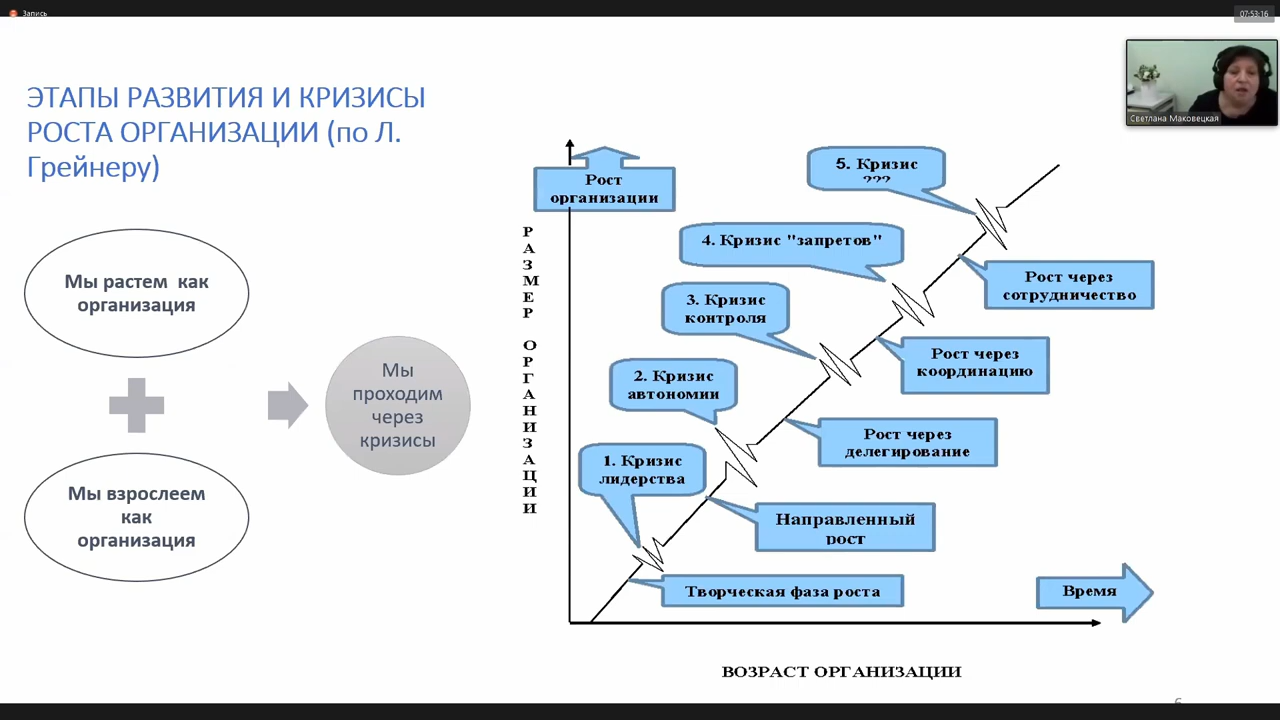 Запись
07:53:16
Светлана Маковецкая
ЭТАПЫ РАЗВИТИЯ И КРИЗИСЫ
РОСТА ОРГАНИЗАЦИИ (по Л.
Грейнеру)
Мы растем как
организация
Мы взрослеем
как
организация
Мы
проходим
через
кризисы
Рост
организации
РАЗМЕР ОРГАНИЗАЦИИ
5. Кризис
???
4. Кризис "запретов"
3. Кризис
контроля
2. Кризис
автономии
1. Кризис
лидерства
Рост через
сотрудничество
Рост через
координацию
Рост через
делегирование
Направленный
рост
Творческая фаза роста
Время
ВОЗРАСТ ОРГАНИЗАЦИИ
6